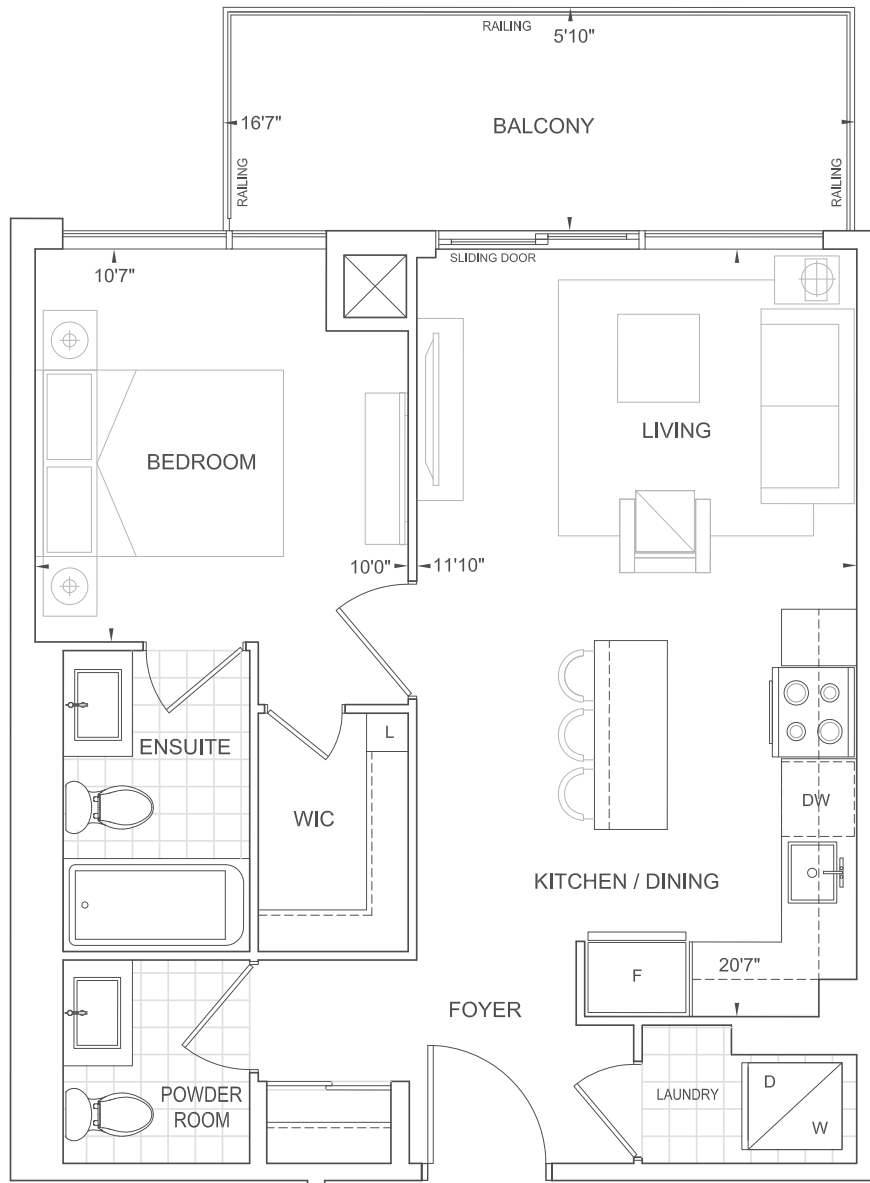 RAILING
5'10"
16'7"
BALCONY
RAILING
RAILING
SLIDING DOOR
10'7"
LIVING
BEDROOM
10'0"
11'10"
L
ENSUITE
DW
WIC
KITCHEN / DINING
F
20'7"
FOYER
POWDER
ROOM
LAUNDRY
D
W